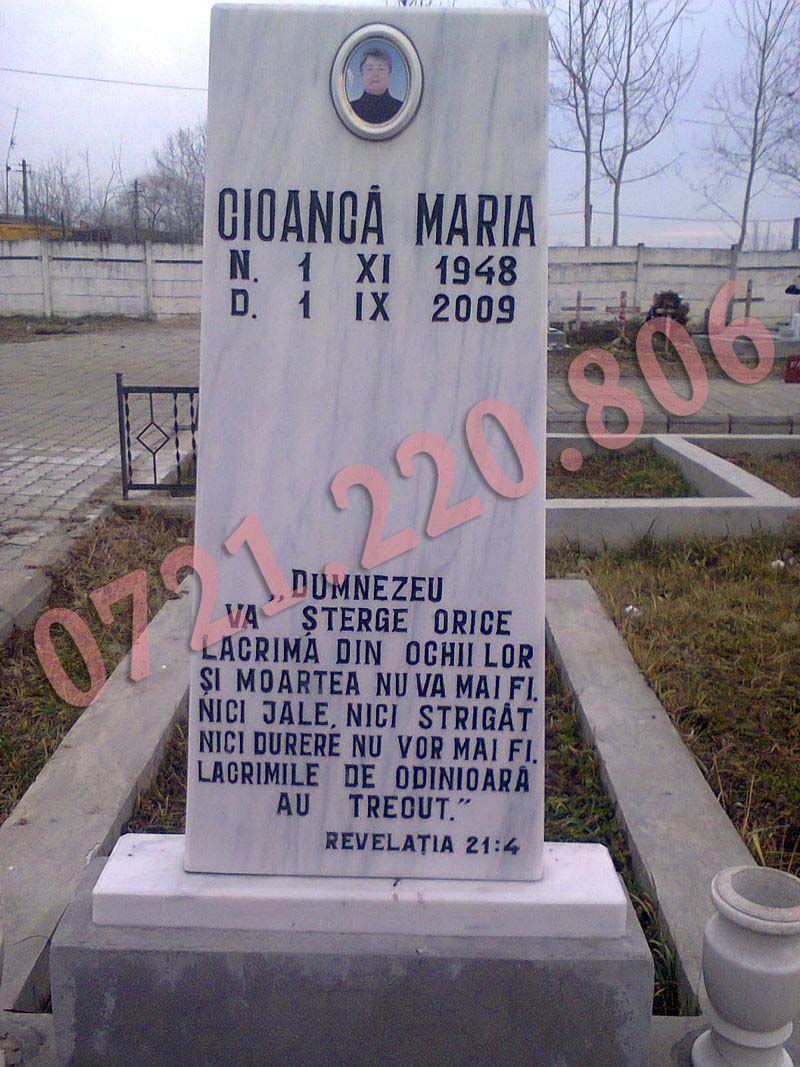 CIOANCĂ MARIA
N. 1 XI 1948
D. 1 IX 2009
„DUMNEZEU
VA ȘTERGE ORICE
LACRIMĂ DIN OCHII LOR
ȘI MOARTEA NU VA MAI FI.
NICI JALE, NICI STRIGĂT
NICI DURERE NU VOR MAI FI.
LACRIMILE DE ODINIOARĂ
AU TRECUT."
REVELAȚIA 21:4
0721.220.806